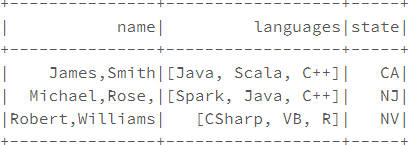 +----------------+------------------+-----+
|            name|         languages|state|
+----------------+------------------+-----+
|    James,Smith|[Java, Scala, C++]|   CA|
|  Michael,Rose,|[Spark, Java, C++]|   NJ|
|Robert,Williams|    [CSharp, VB, R]|   NV|
+----------------+------------------+-----+